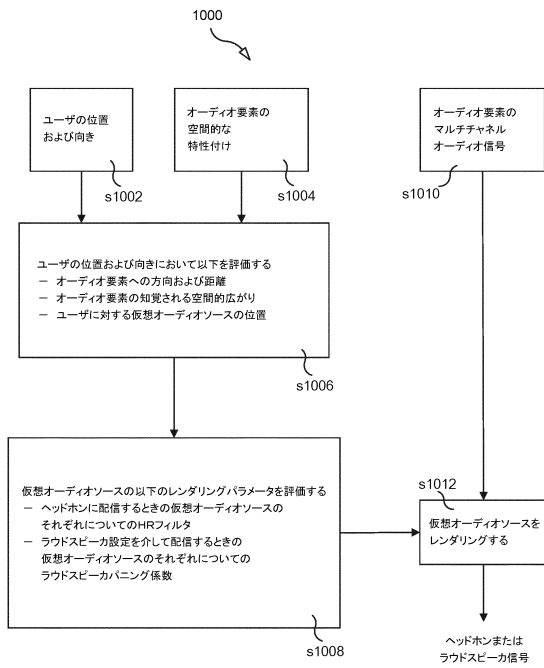 1000
ユーザの位置
および向き
s1002
オーディオ要素の
空間的な
特性付け
s1004
オーディオ要素の
マルチチャネル
オーディオ信号
s1010
ユーザの位置および向きにおいて以下を評価する
― オーディオ要素への方向および距離
― オーディオ要素の知覚される空間的広がり
― ユーザに対する仮想オーディオソースの位置
s1006
仮想オーディオソースの以下のレンダリングパラメータを評価する
― ヘッドホンに配信するときの仮想オーディオソースの
それぞれについてのHRフィルタ
― ラウドスピーカ設定を介して配信するときの
仮想オーディオソースのそれぞれについての
ラウドスピーカパニング係数
s1008
s1012
仮想オーディオソースを
レンダリングする
ヘッドホンまたは
ラウドスピーカ信号